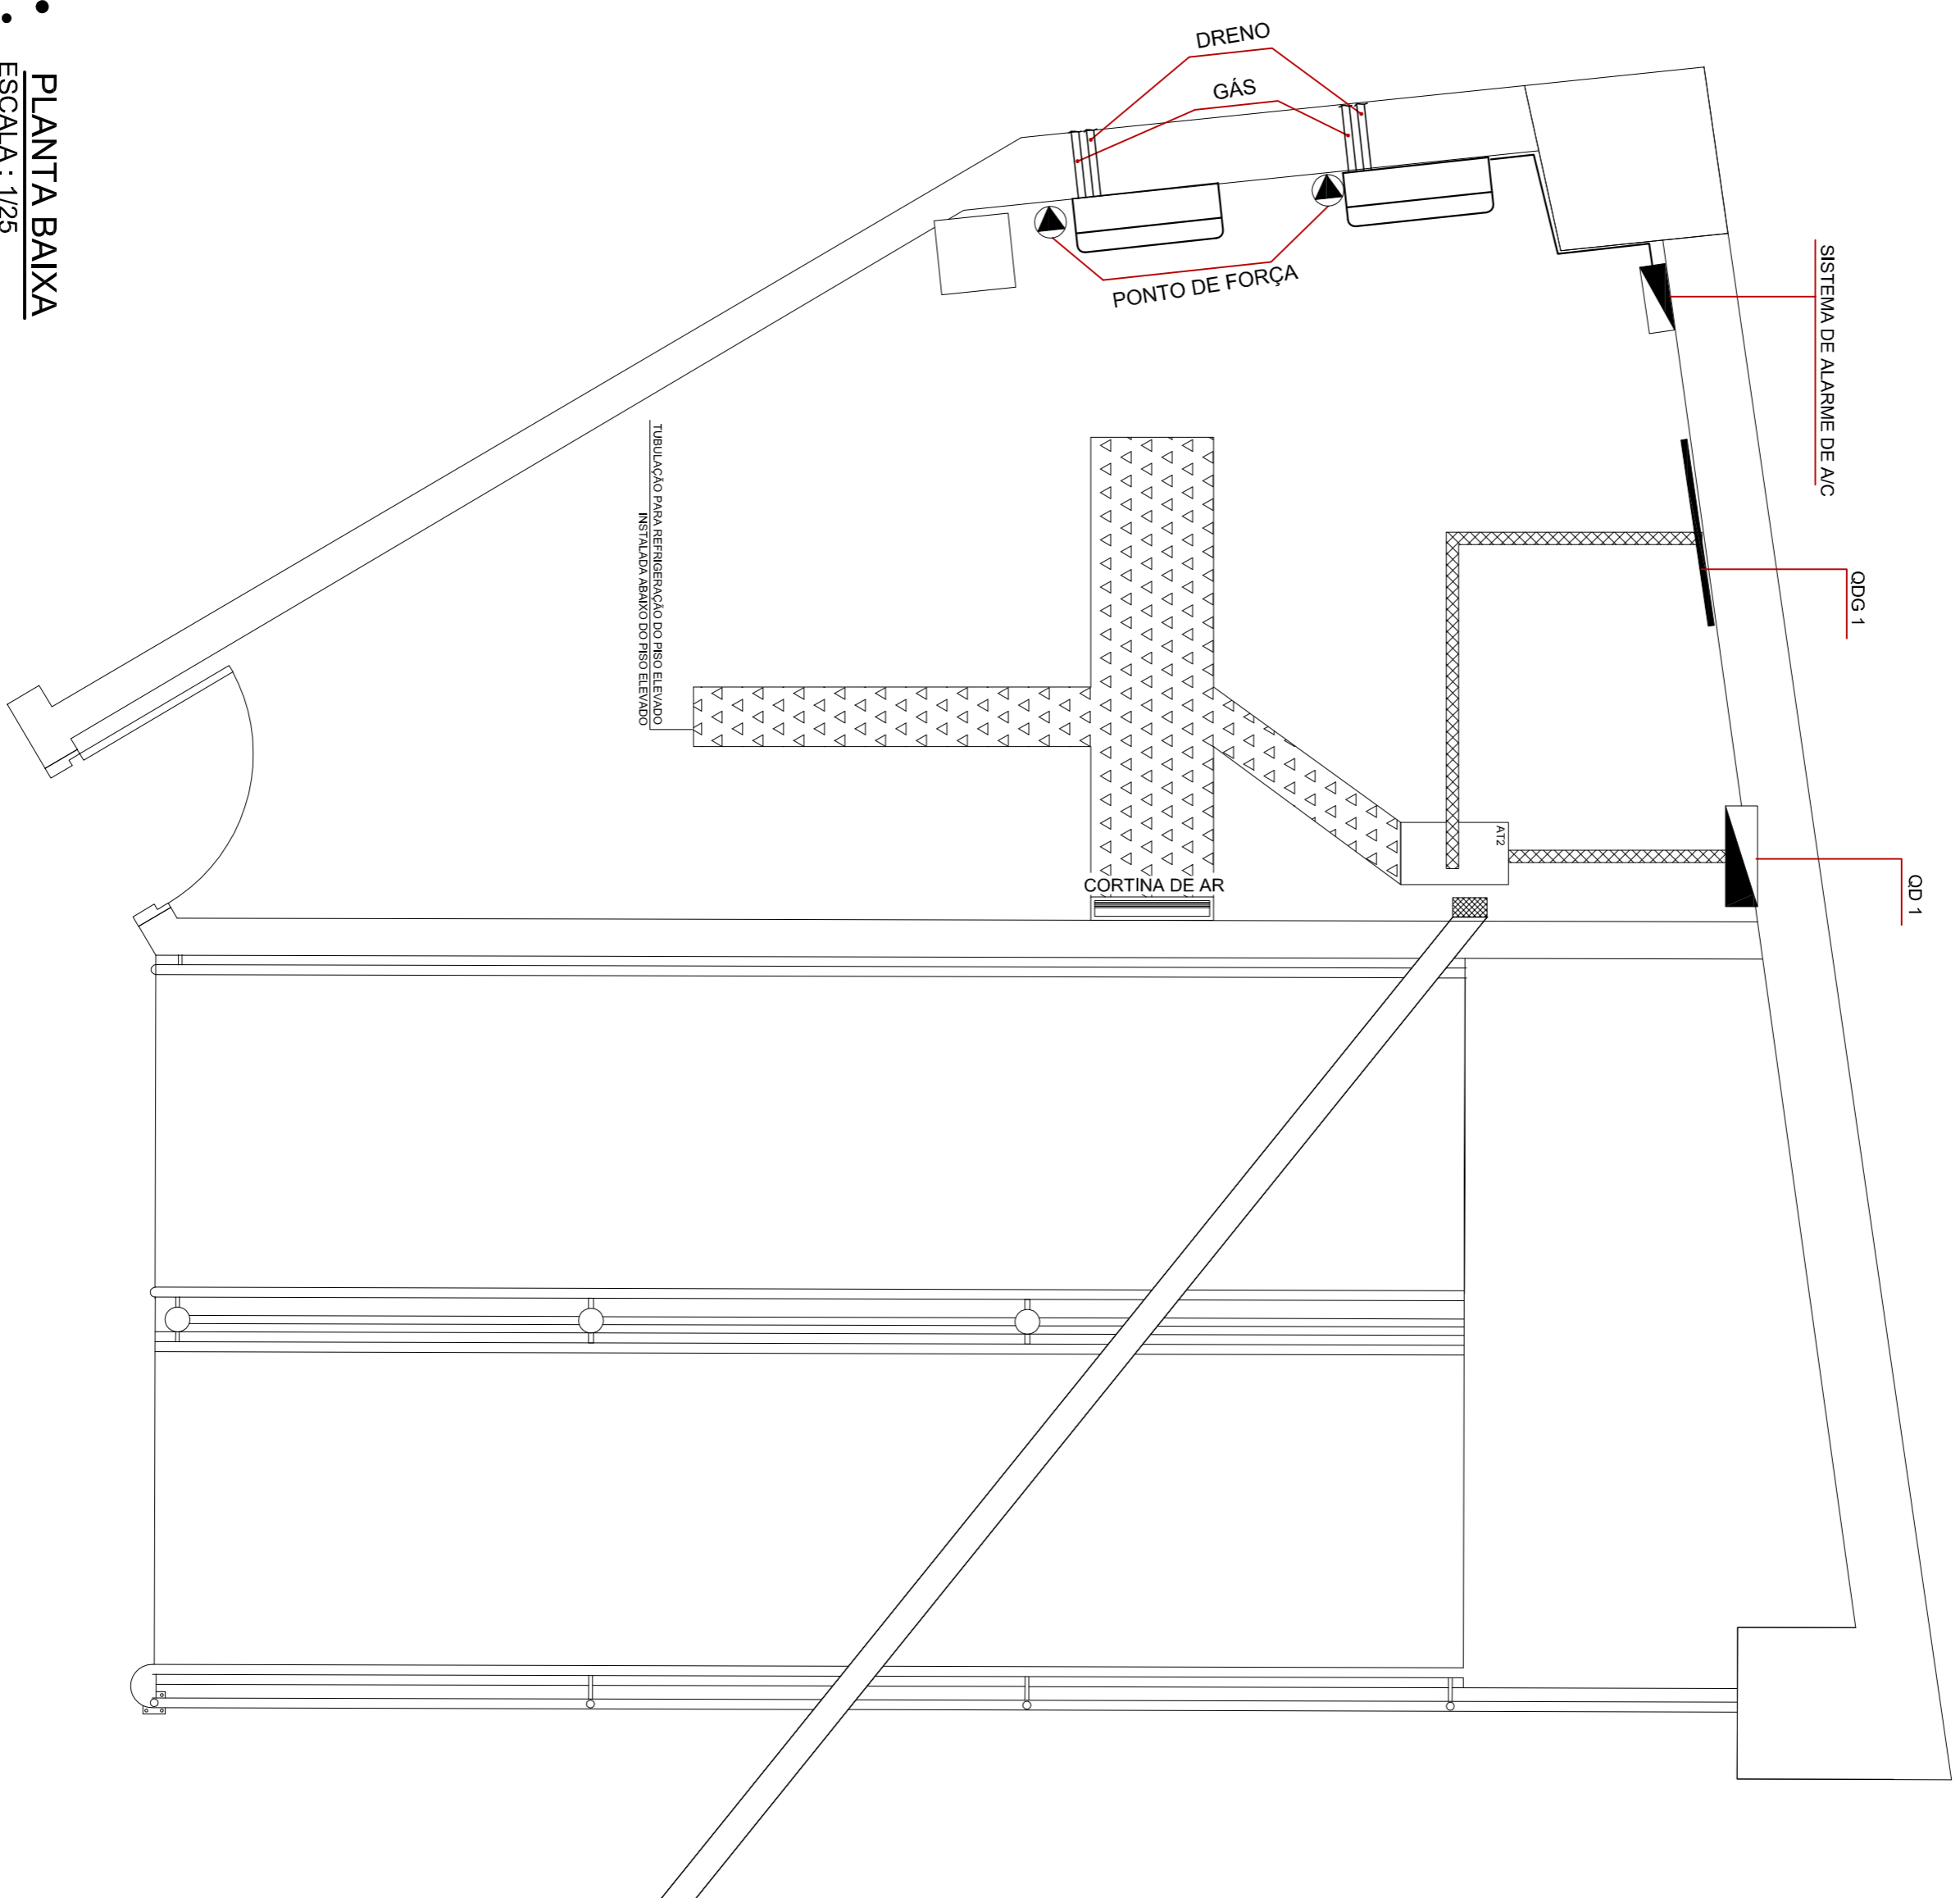 DRENO
GÁS
PONTO DE FORÇA
SISTEMA DE ALARME DE A/C
QDG 1
QD 1
AT2
CORTINA DE AR
TUBULAÇÃO PARA REFRIGERAÇÃO DO PISO ELEVADO
INSTALADA ABAIXO DO PISO ELEVADO
PLANTA BAIXA
ESCALA : 1/25